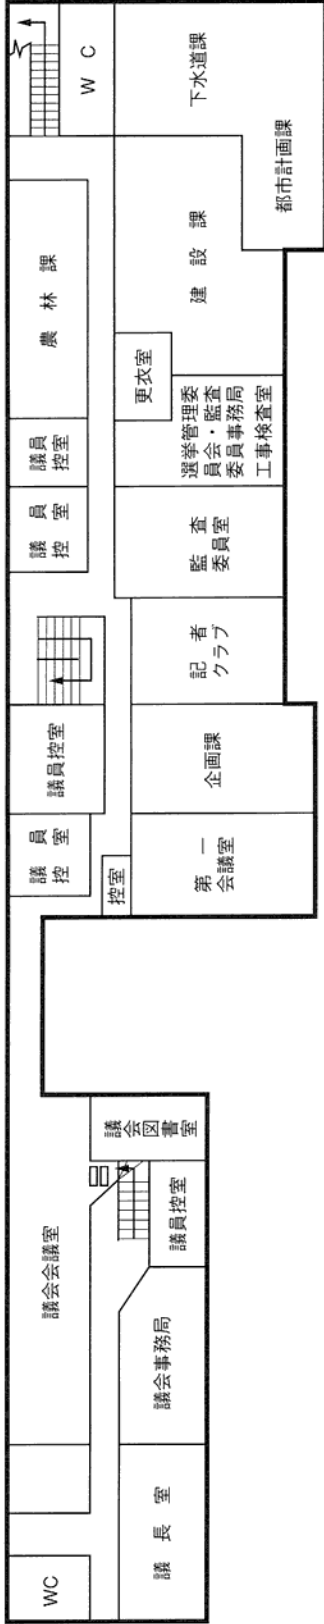 WC
議会会議室
議員控室
議員控室
議員控室
議員控室
農林課
WC
議長室
議会事務局
議員控室
議会図書室
控室
第一会議室
企画課
記者クラブ
監査委員室
選挙管理委
員会・監査
委員事務局
工事検査室
更衣室
建設課
下水道課
都市計画課